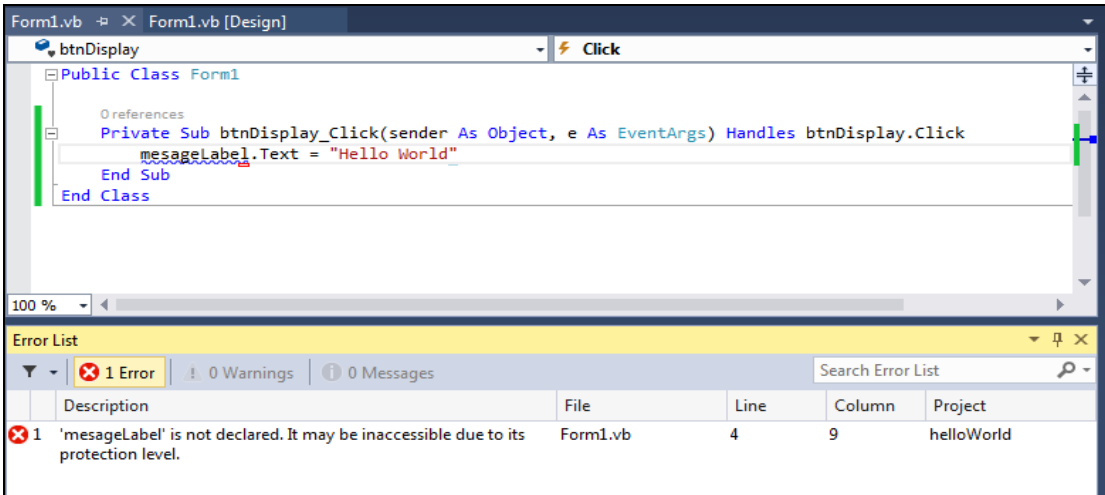 Form1.vb Form1.vb [Design]
btnDisplay Click
Public Class Form1
0 references
Private Sub btnDisplay_Click(sender As Object, e As EventArgs) Handles btnDisplay.Click
mesageLabel.Text = "Hello World"
End Sub
End Class
100 %
Error List
1 Error 0 Warnings 0 Messages Search Error List
Description File Line Column Project
1 'mesageLabel' is not declared. It may be inaccessible due to its Form1.vb 4 9 helloWorld
protection level.